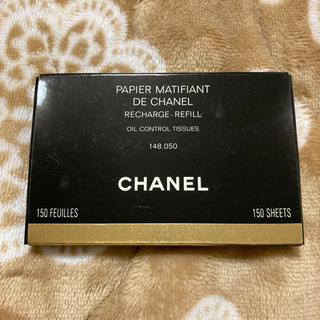 PAPIER MATIFIANT
DE CHANEL
RECHARGE - REFILL
OIL CONTROL TISSUES
148.050
CHANEL
150 FEUILLES 150 SHEETS